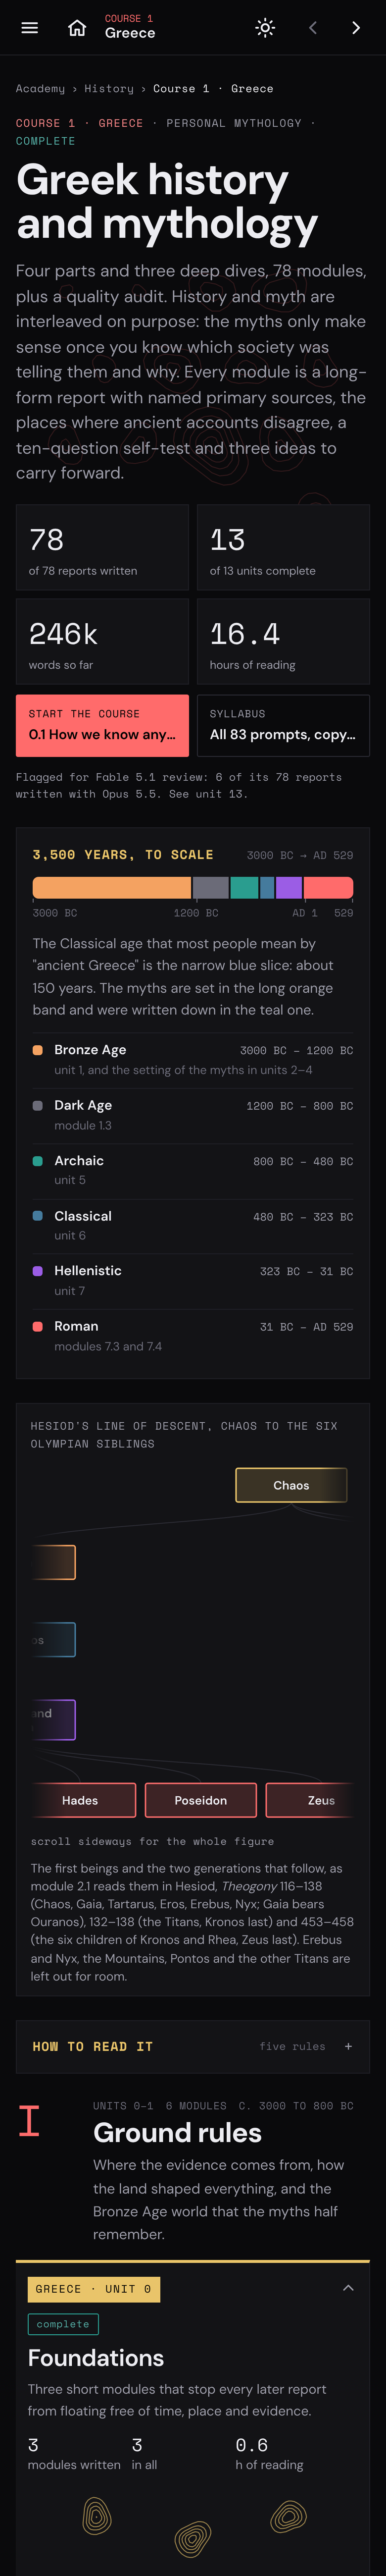 COURSE 1
Greece
Academy › History › Course 1 · Greece
COURSE 1 · GREECE · PERSONAL MYTHOLOGY ·
COMPLETE
Greek history
and mythology
Four parts and three deep dives, 78 modules,
plus a quality audit. History and myth are
interleaved on purpose: the myths only make
sense once you know which society was
telling them and why. Every module is a long-
form report with named primary sources, the
places where ancient accounts disagree, a
ten-question self-test and three ideas to
carry forward.
78
of 78 reports written
13
of 13 units complete
246k
words so far
16.4
hours of reading
START THE COURSE
0.1 How we know any…
SYLLABUS
All 83 prompts, copy…
Flagged for Fable 5.1 review: 6 of its 78 reports
written with Opus 5.5. See unit 13.
3,500 YEARS, TO SCALE
3000 BC → AD 529
3000 BC 1200 BC AD 1 529
The Classical age that most people mean by
"ancient Greece" is the narrow blue slice: about
150 years. The myths are set in the long orange
band and were written down in the teal one.
Bronze Age 3000 BC – 1200 BC
unit 1, and the setting of the myths in units 2–4
Dark Age 1200 BC – 800 BC
module 1.3
Archaic 800 BC – 480 BC
unit 5
Classical 480 BC – 323 BC
unit 6
Hellenistic 323 BC – 31 BC
unit 7
Roman 31 BC – AD 529
modules 7.3 and 7.4
HESIOD'S LINE OF DESCENT, CHAOS TO THE SIX
OLYMPIAN SIBLINGS
Chaos
os
and
Hades Poseidon Zeus
scroll sideways for the whole figure
The first beings and the two generations that follow, as
module 2.1 reads them in Hesiod, Theogony 116–138
(Chaos, Gaia, Tartarus, Eros, Erebus, Nyx; Gaia bears
Ouranos), 132–138 (the Titans, Kronos last) and 453–458
(the six children of Kronos and Rhea, Zeus last). Erebus
and Nyx, the Mountains, Pontos and the other Titans are
left out for room.
HOW TO READ IT five rules +
I
UNITS 0–1 6 MODULES C. 3000 TO 800 BC
Ground rules
Where the evidence comes from, how
the land shaped everything, and the
Bronze Age world that the myths half
remember.
GREECE · UNIT 0
complete
Foundations
Three short modules that stop every later report
from floating free of time, place and evidence.
3 3 0.6
modules written in all h of reading